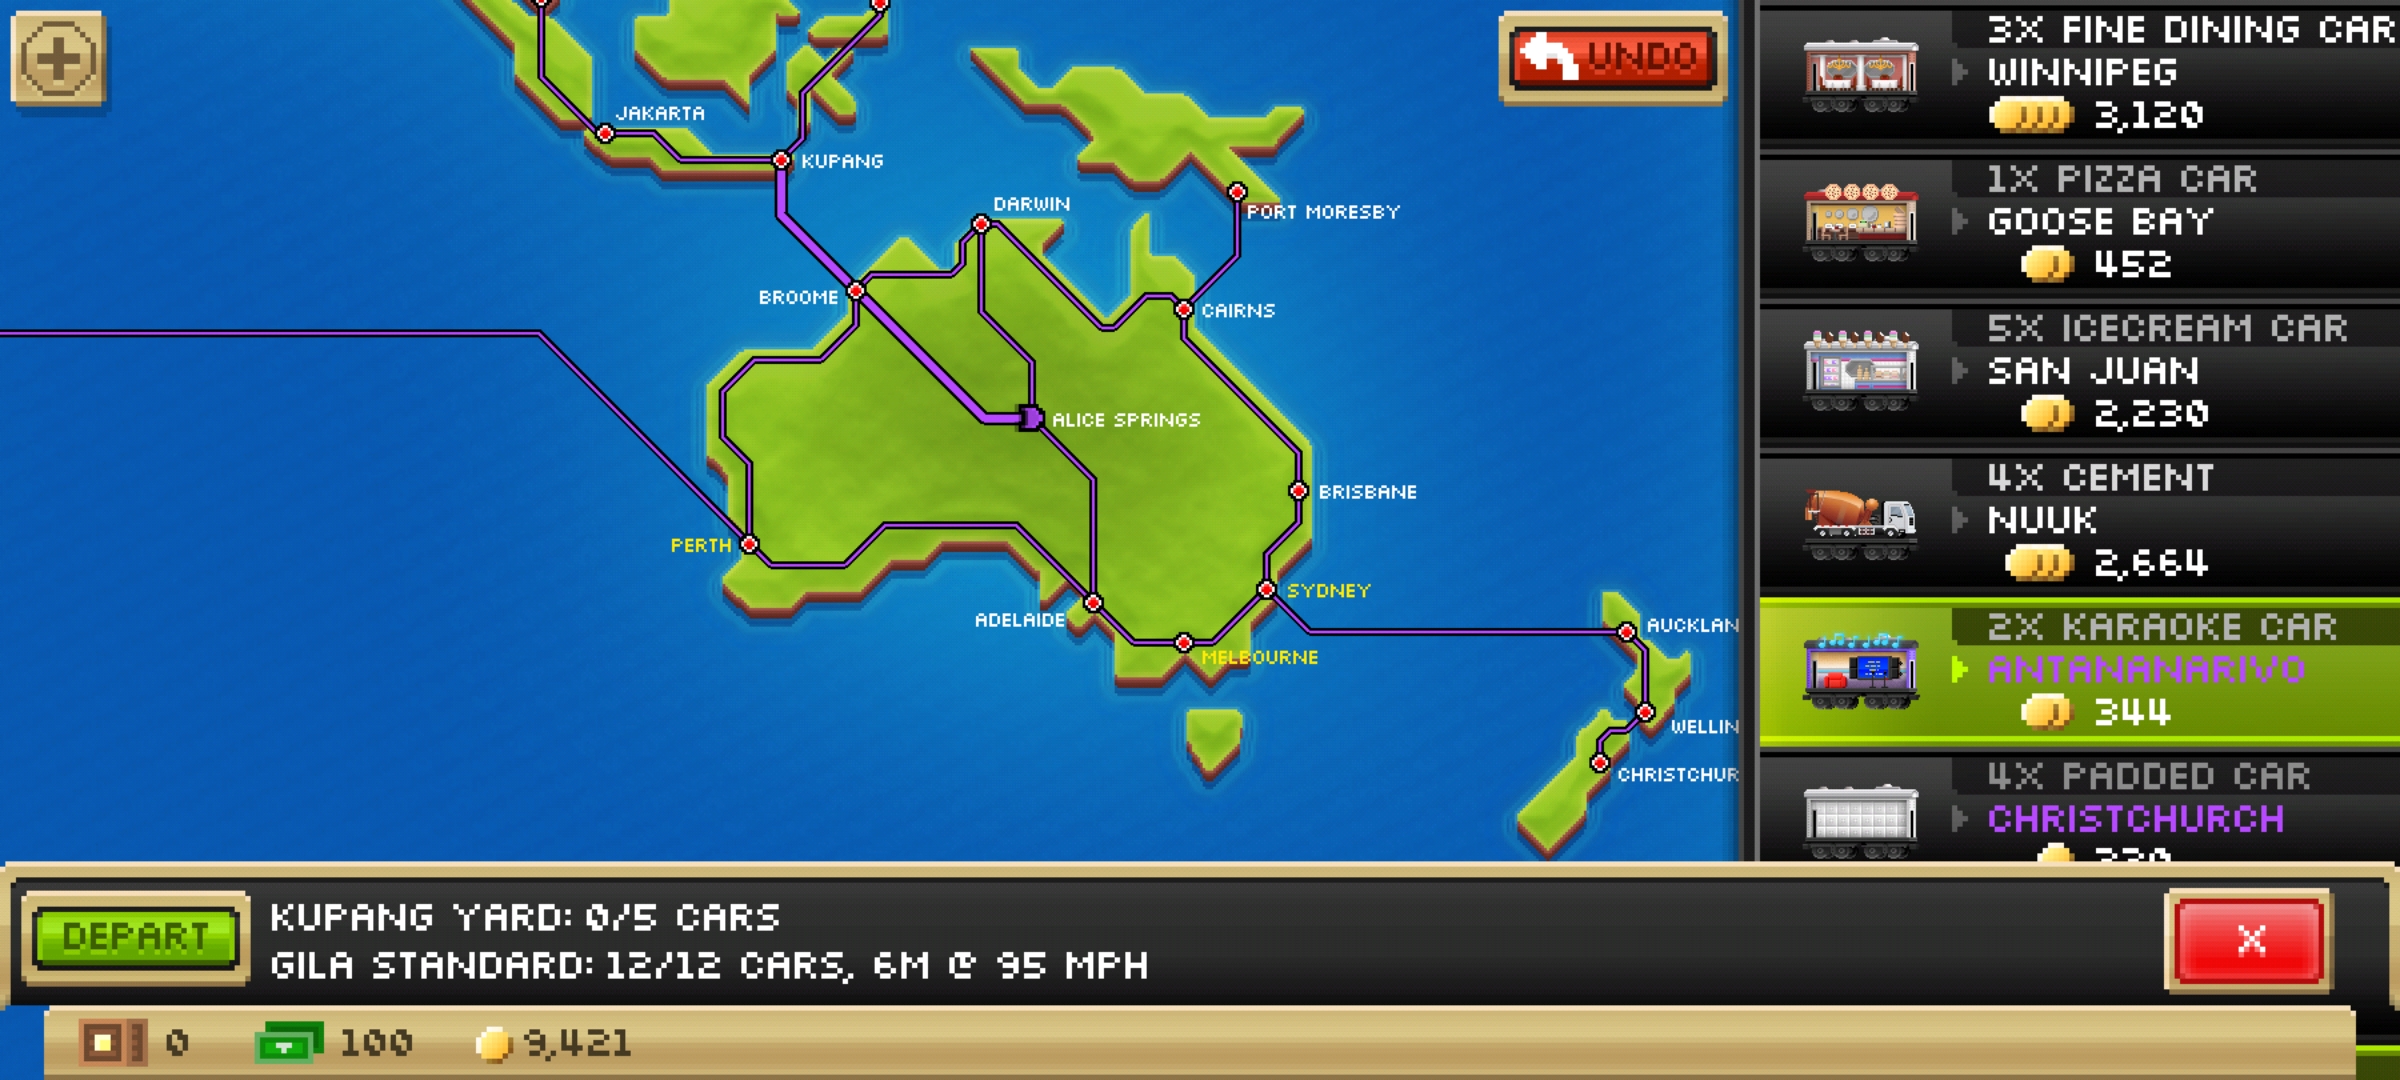 UNDO
JAKARTA
KUPANG
DARWIN
PORT MORESBY
BROOME
CAIRNS
ALICE SPRINGS
BRISBANE
PERTH
SYDNEY
ADELAIDE
MELBOURNE
AUCKLAN
WELLIN
CHRISTCHUR
3X FINE DINING CAR
WINNIPEG
3,120
1X PIZZA CAR
GOOSE BAY
452
5X ICECREAM CAR
SAN JUAN
2,230
4X CEMENT
NUUK
2,664
2X KARAOKE CAR
ANTANANARIVO
344
4X PADDED CAR
CHRISTCHURCH
DEPART
KUPANG YARD: 0/5 CARS
GILA STANDARD: 12/12 CARS, 6M @ 95 MPH
X
0
100
9,421